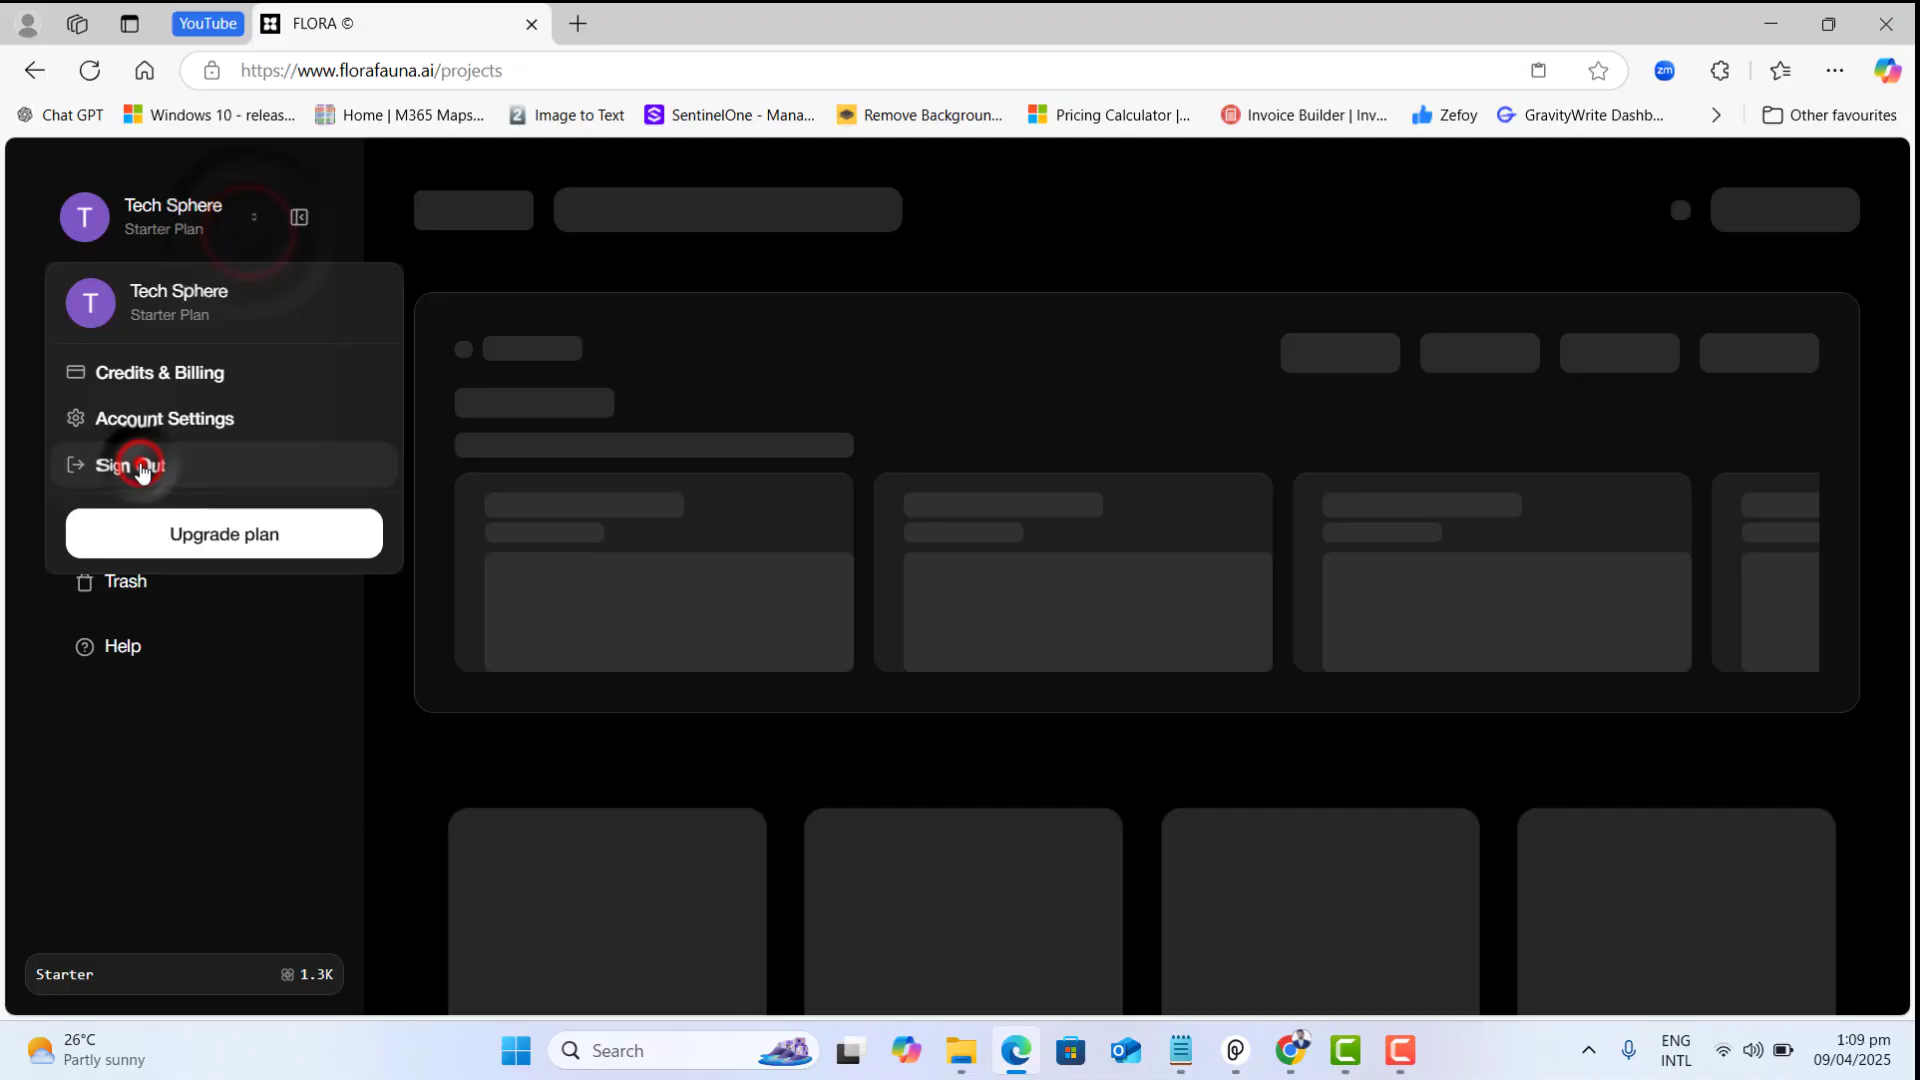 YouTube
FLORA ©
https://www.florafauna.ai/projects
zm
Chat GPT
Windows 10 - releas...
Home | M365 Maps...
Image to Text
SentinelOne - Mana...
Remove Backgroun...
Pricing Calculator |...
Invoice Builder | Inv...
Zefoy
GravityWrite Dashb...
Other favourites
T
Tech Sphere
Starter Plan
T
Tech Sphere
Starter Plan
Credits & Billing
Account Settings
Sign Out
Upgrade plan
Trash
Help
Starter
1.3K
26°C
Partly sunny
Search
ENG
INTL
1:09 pm
09/04/2025